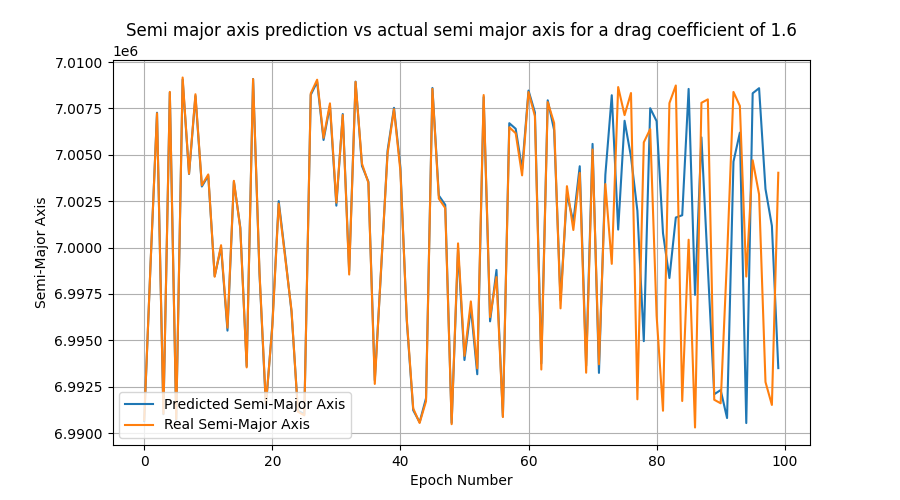 Semi major axis prediction vs actual semi major axis for a drag coefficient of 1.6
1e6
7.0100
7.0075
7.0050
7.0025
7.0000
6.9975
6.9950
6.9925
6.9900
Semi-Major Axis
Predicted Semi-Major Axis
Real Semi-Major Axis
0 20 40 60 80 100
Epoch Number